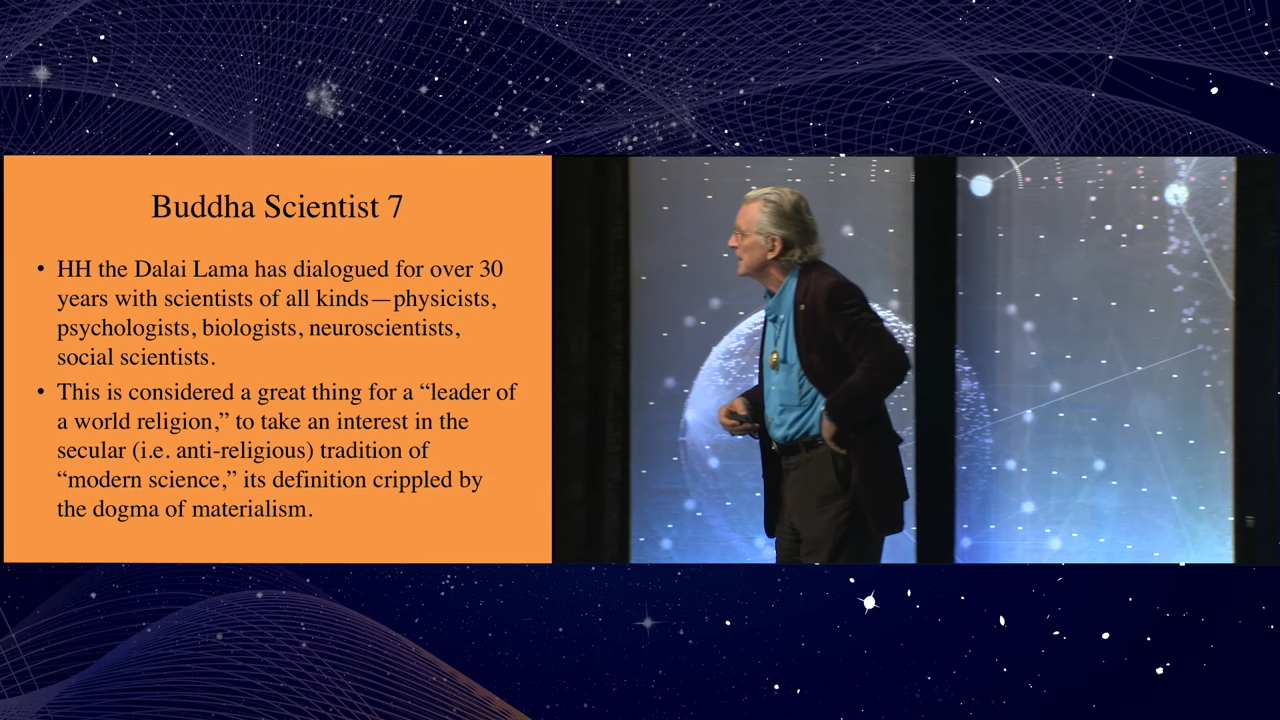 Buddha Scientist 7
• HH the Dalai Lama has dialogued for over 30
years with scientists of all kinds—physicists,
psychologists, biologists, neuroscientists,
social scientists.
• This is considered a great thing for a “leader of
a world religion,” to take an interest in the
secular (i.e. anti-religious) tradition of
“modern science,” its definition crippled by
the dogma of materialism.